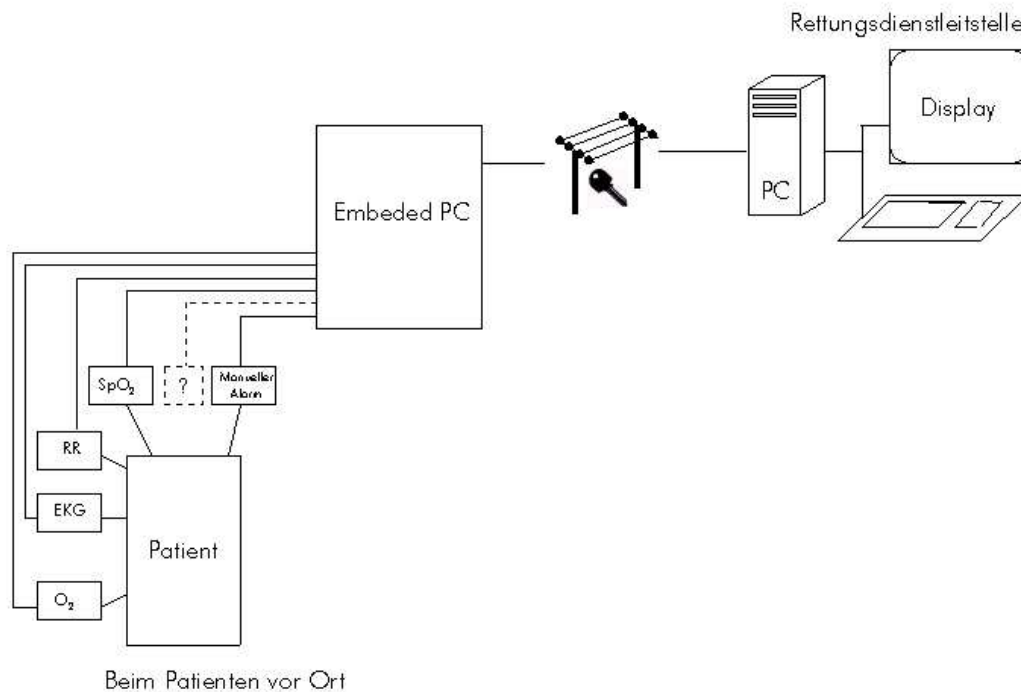 Rettungsdienstleitstelle
Display
PC
Embeded PC
SpO₂
?
Manueller
Alarm
RR
EKG
Patient
O₂
Beim Patienten vor Ort